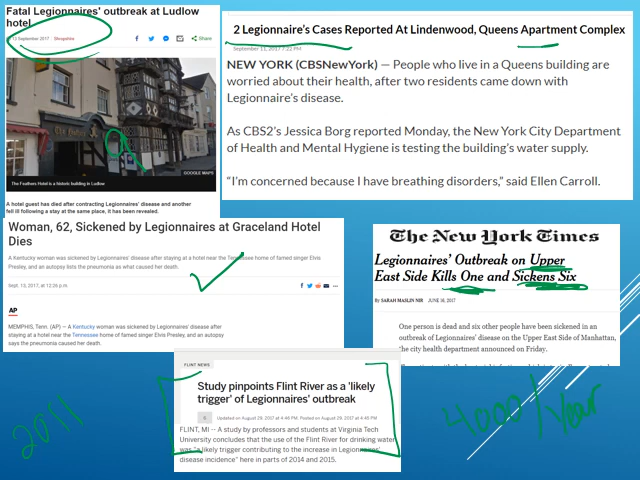 Fatal Legionnaires' outbreak at Ludlow
hotel
13 September 2017 Shropshire
Share
The Feathers Hotel
GOOGLE MAPS
The Feathers Hotel is a historic building in Ludlow
A hotel guest has died after contracting Legionnaires' disease and another
fell ill following a stay at the same property, it has been revealed.
2 Legionnaire's Cases Reported At Lindenwood, Queens Apartment Complex
September 11, 2017 7:22 PM
NEW YORK (CBSNewYork) — People who live in a Queens building are
worried about their health, after two residents came down with
Legionnaire's disease.
As CBS2's Jessica Borg reported Monday, the New York City Department
of Health and Mental Hygiene is testing the building's water supply.
“I'm concerned because I have breathing disorders,” said Ellen Carroll.
Woman, 62, Sickened by Legionnaires at Graceland Hotel
Dies
A Kentucky woman was sickened by Legionnaires' disease after staying at a hotel near the Tennessee home of famed singer Elvis
Presley, and an autopsy lists the pneumonia as what caused her death.
Sept. 13, 2017, at 12:36 p.m.
AP
MEMPHIS, Tenn. (AP) — A Kentucky woman was sickened by Legionnaires' disease after
staying at a hotel near the Tennessee home of famed singer Elvis Presley, and an autopsy
says the pneumonia caused her death.
The New York Times
Legionnaires' Outbreak on Upper
East Side Kills One and Sickens Six
By SARAH MASLIN NIR JUNE 16, 2017
One person is dead and six other people have been sickened in an
outbreak of Legionnaires' disease on the Upper East Side of Manhattan,
the city health department announced on Friday.
FLINT NEWS
Study pinpoints Flint River as a 'likely
trigger' of Legionnaires' outbreak
6 Updated on August 29, 2017 at 4:46 PM Posted on August 29, 2017 at 4:45 PM
FLINT, MI -- A study by professors and students at Virginia Tech
University concludes that the use of the Flint River for drinking water
was "a likely trigger contributing to the increase in Legionnaires'
disease incidence" here in parts of 2014 and 2015.
2011
4000/year